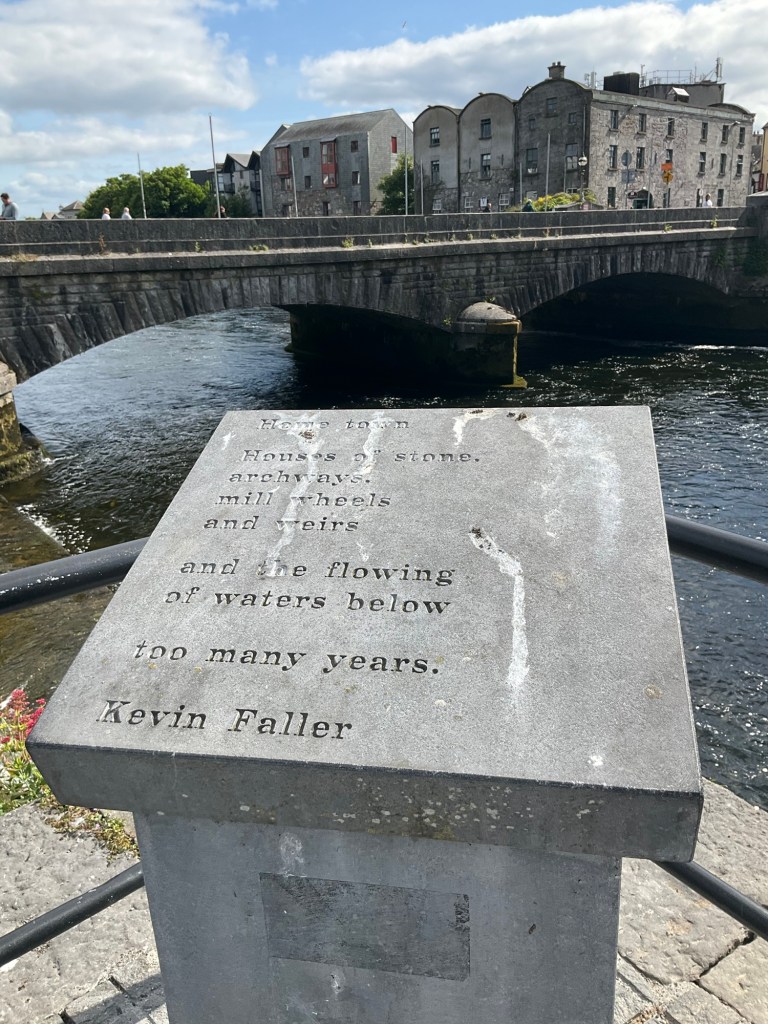 Home town
Houses of stone.
archways.
mill wheels
and weirs
and the flowing
of waters below
too many years.
Kevin Faller